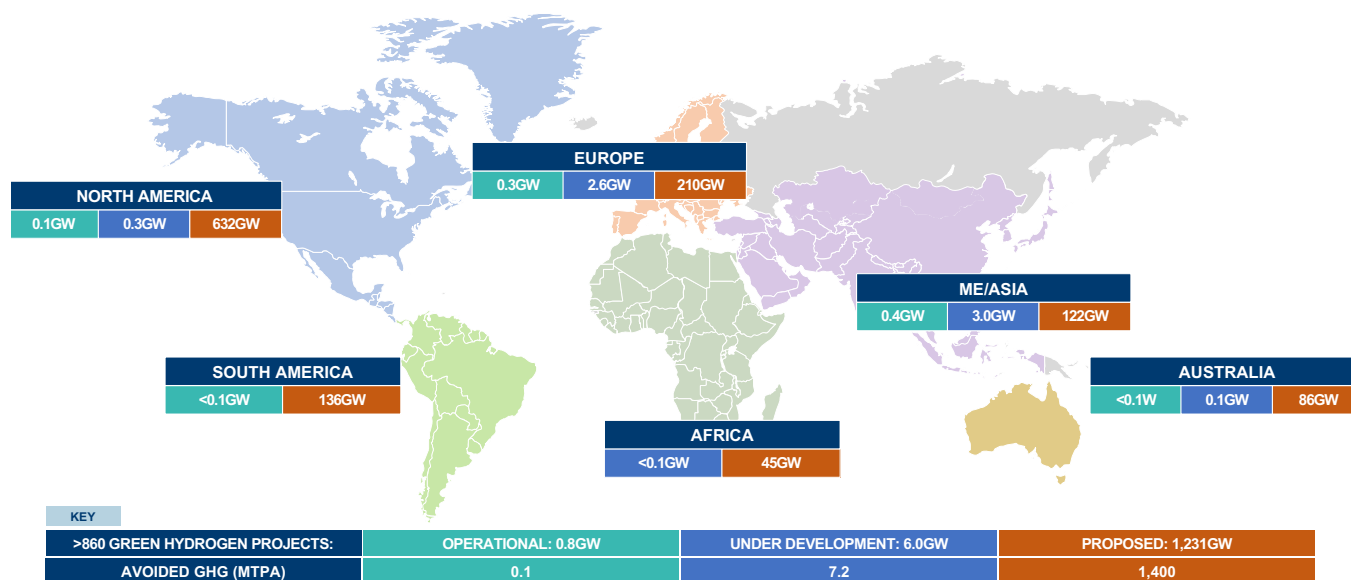 EUROPE
0.3GW 2.6GW 210GW
NORTH AMERICA
0.1GW 0.3GW 632GW
ME/ASIA
0.4GW 3.0GW 122GW
SOUTH AMERICA
<0.1GW 136GW
AUSTRALIA
<0.1W 0.1GW 86GW
AFRICA
<0.1GW 45GW
KEY
>860 GREEN HYDROGEN PROJECTS: OPERATIONAL: 0.8GW UNDER DEVELOPMENT: 6.0GW PROPOSED: 1,231GW
AVOIDED GHG (MTPA) 0.1 7.2 1,400